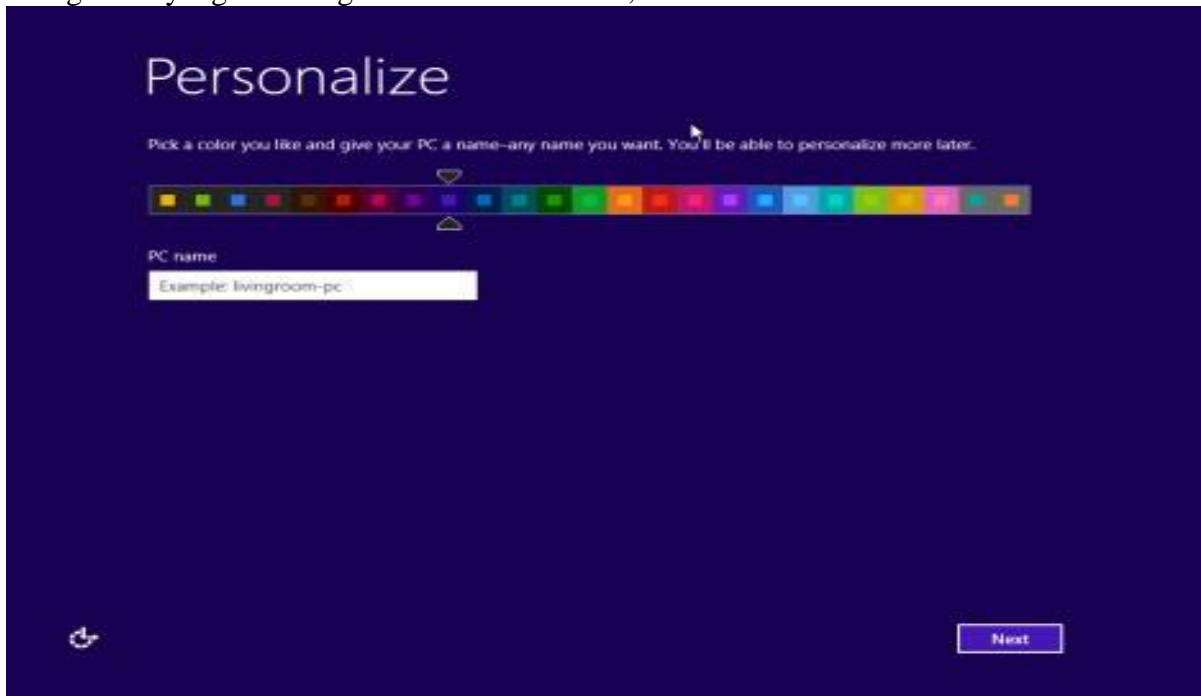 Personalize
Pick a color you like and give your PC a name–any name you want. You'll be able to personalize more later.
PC name
Example: livingroom-pc
Next